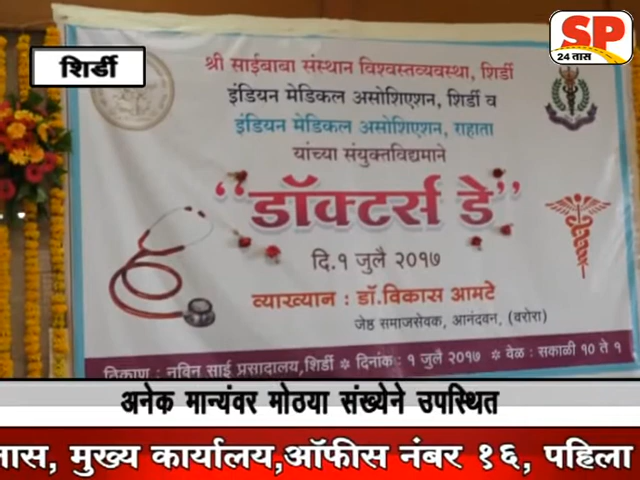 SP
24 तास
शिर्डी
श्री साईबाबा संस्थान विश्वस्तव्यवस्था, शिर्डी
इंडियन मेडिकल असोशिएशन, शिर्डी व
इंडियन मेडिकल असोशिएशन, राहाता
यांच्या संयुक्तविद्यमाने
"डॉक्टर्स डे"
दि.१ जुलै २०१७
व्याख्यान : डॉ.विकास आमटे
जेष्ठ समाजसेवक, आनंदवन, (वरोरा)
ठिकाण : नविन साई प्रसादालय,शिर्डी * दिनांक: १ जुलै २०१७ * वेळ : सकाळी १० ते १
अनेक मान्यंवर मोठया संख्येने उपस्थित
तास, मुख्य कार्यालय,ऑफीस नंबर १६, पहिला